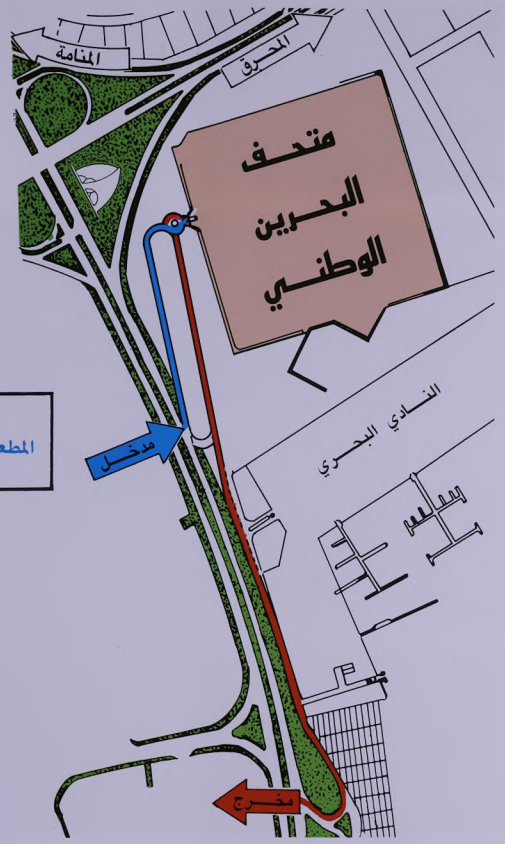 المنامة
المحرق
متحف
البحرين
الوطني
النادي البحري
مدخل
مخرج